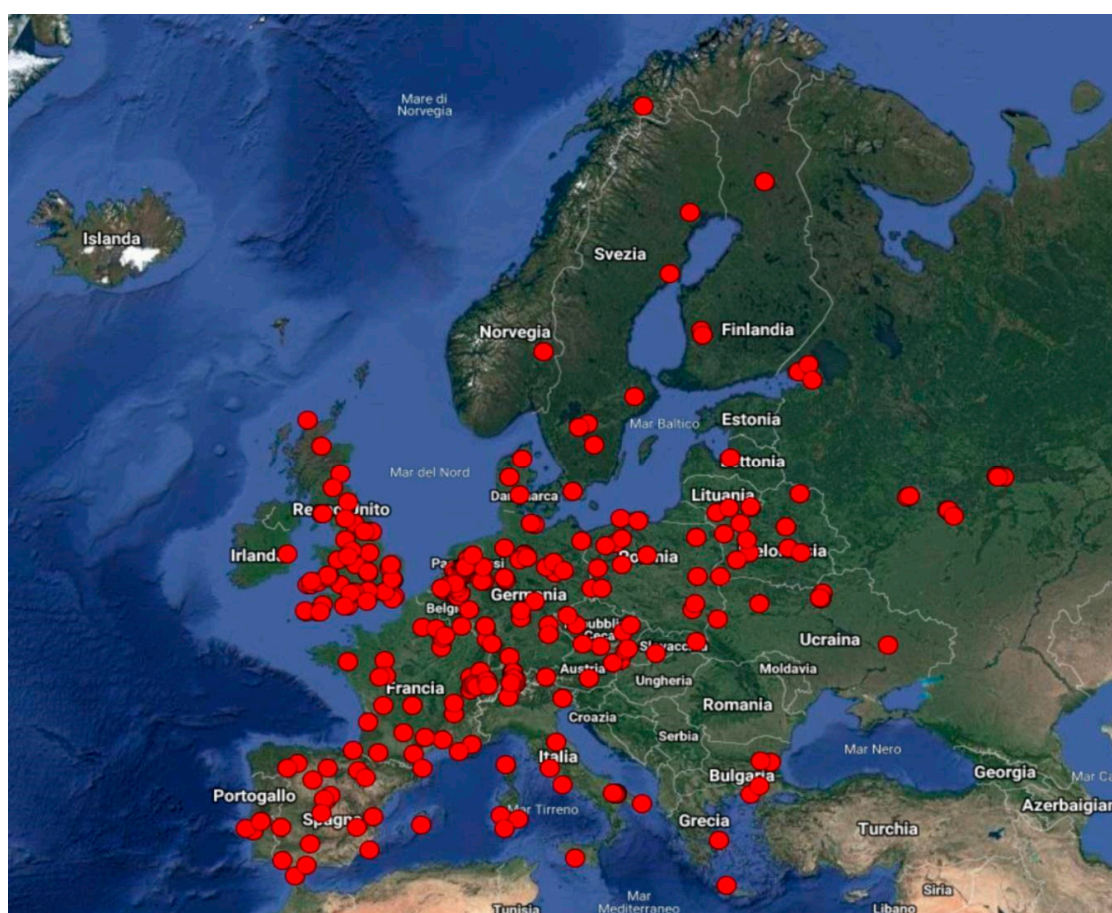 Mare di
Norvegia
Islanda
Svezia
Norvegia
Finlandia
Estonia
Mar Baltico
Mar del Nord
Lituania
Irlanda
Germania
Ucraina
Austria
Moldavia
Ungheria
Francia
Romania
Croazia
Serbia
Mar Nero
Italia
Georgia
Bulgaria
Portogallo
Mar Tirreno
Azerbaigian
Grecia
Turchia
Siria
Mar
Mediterraneo
Tunisia
Libano